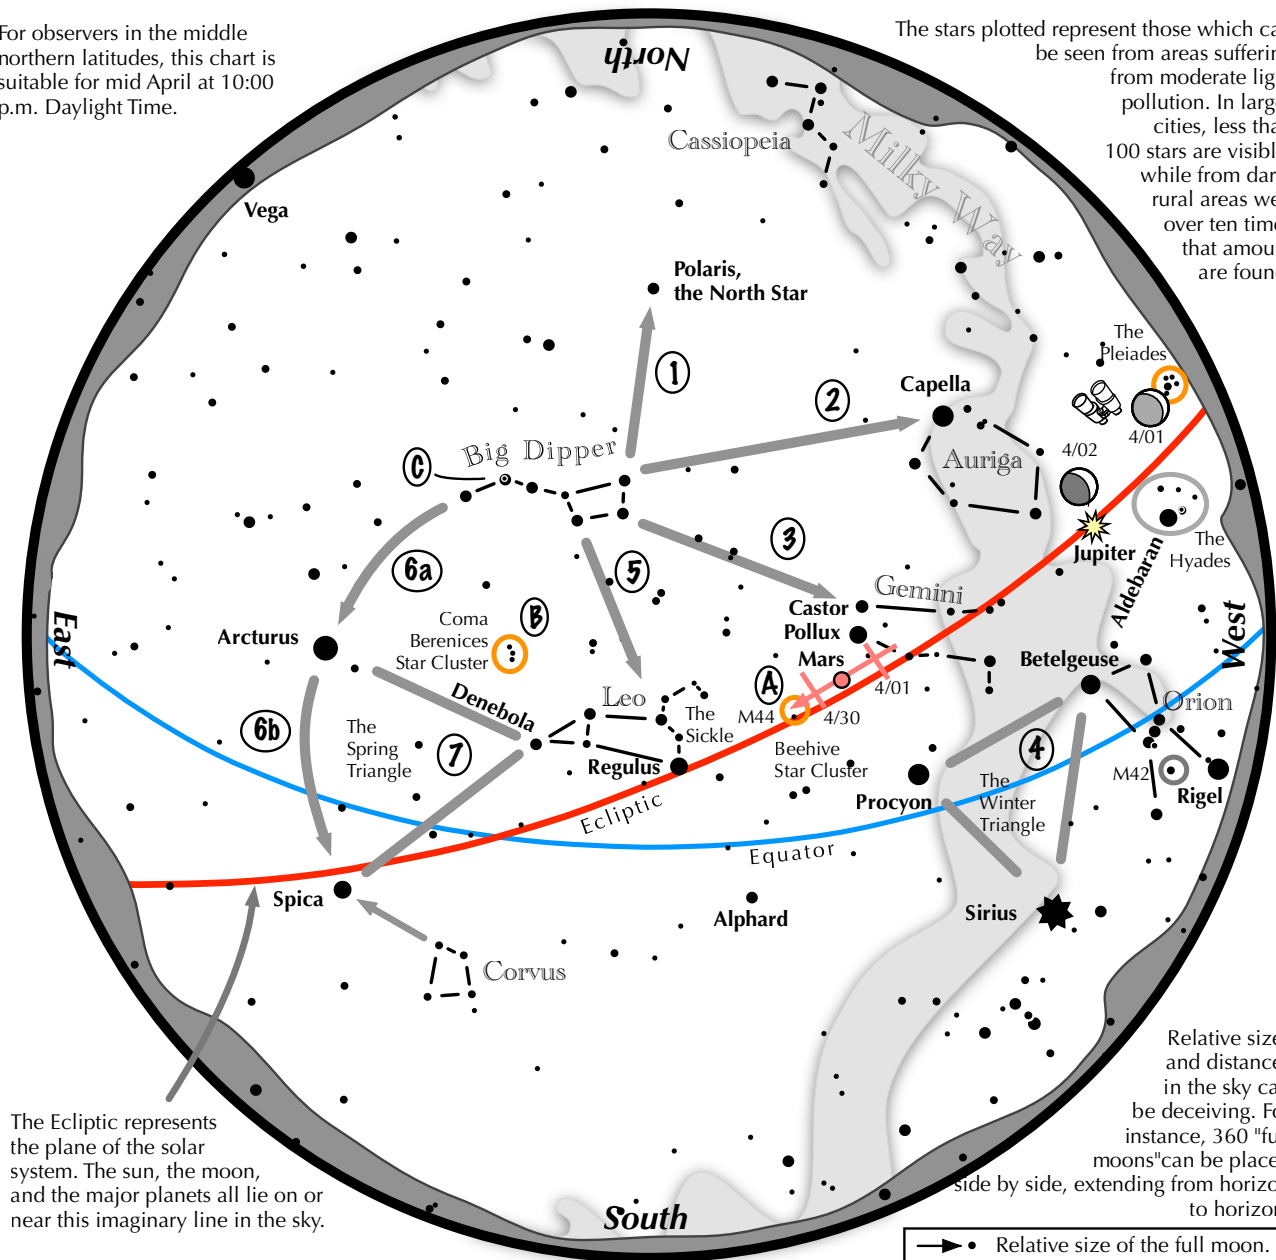 For observers in the middle
northern latitudes, this chart is
suitable for mid April at 10:00
p.m. Daylight Time.
The stars plotted represent those which ca
be seen from areas sufferin
from moderate lig
pollution. In larg
cities, less tha
100 stars are visibl
while from dar
rural areas we
over ten time
that amou
are foun
North
Cassiopeia
Milky Way
Vega
Polaris,
the North Star
1
2
Capella
Auriga
The
Pleiades
4/01
4/02
Jupiter
The
Hyades
Aldebaran
C
Big Dipper
3
5
6a
Gemini
Castor
Pollux
Mars
4/01
A
M44
4/30
Beehive
Star Cluster
East
West
Arcturus
Coma
Berenices
Star Cluster
B
Denebola
Leo
The
Sickle
Regulus
6b
The
Spring
Triangle
7
Betelgeuse
Orion
4
M42
Rigel
Procyon
The
Winter
Triangle
Ecliptic
Equator
Spica
Alphard
Sirius
Corvus
The Ecliptic represents
the plane of the solar
system. The sun, the moon,
and the major planets all lie on or
near this imaginary line in the sky.
South
Relative size
and distance
in the sky ca
be deceiving. Fo
instance, 360 "fu
moons"can be place
side by side, extending from horizo
to horizon
Relative size of the full moon.